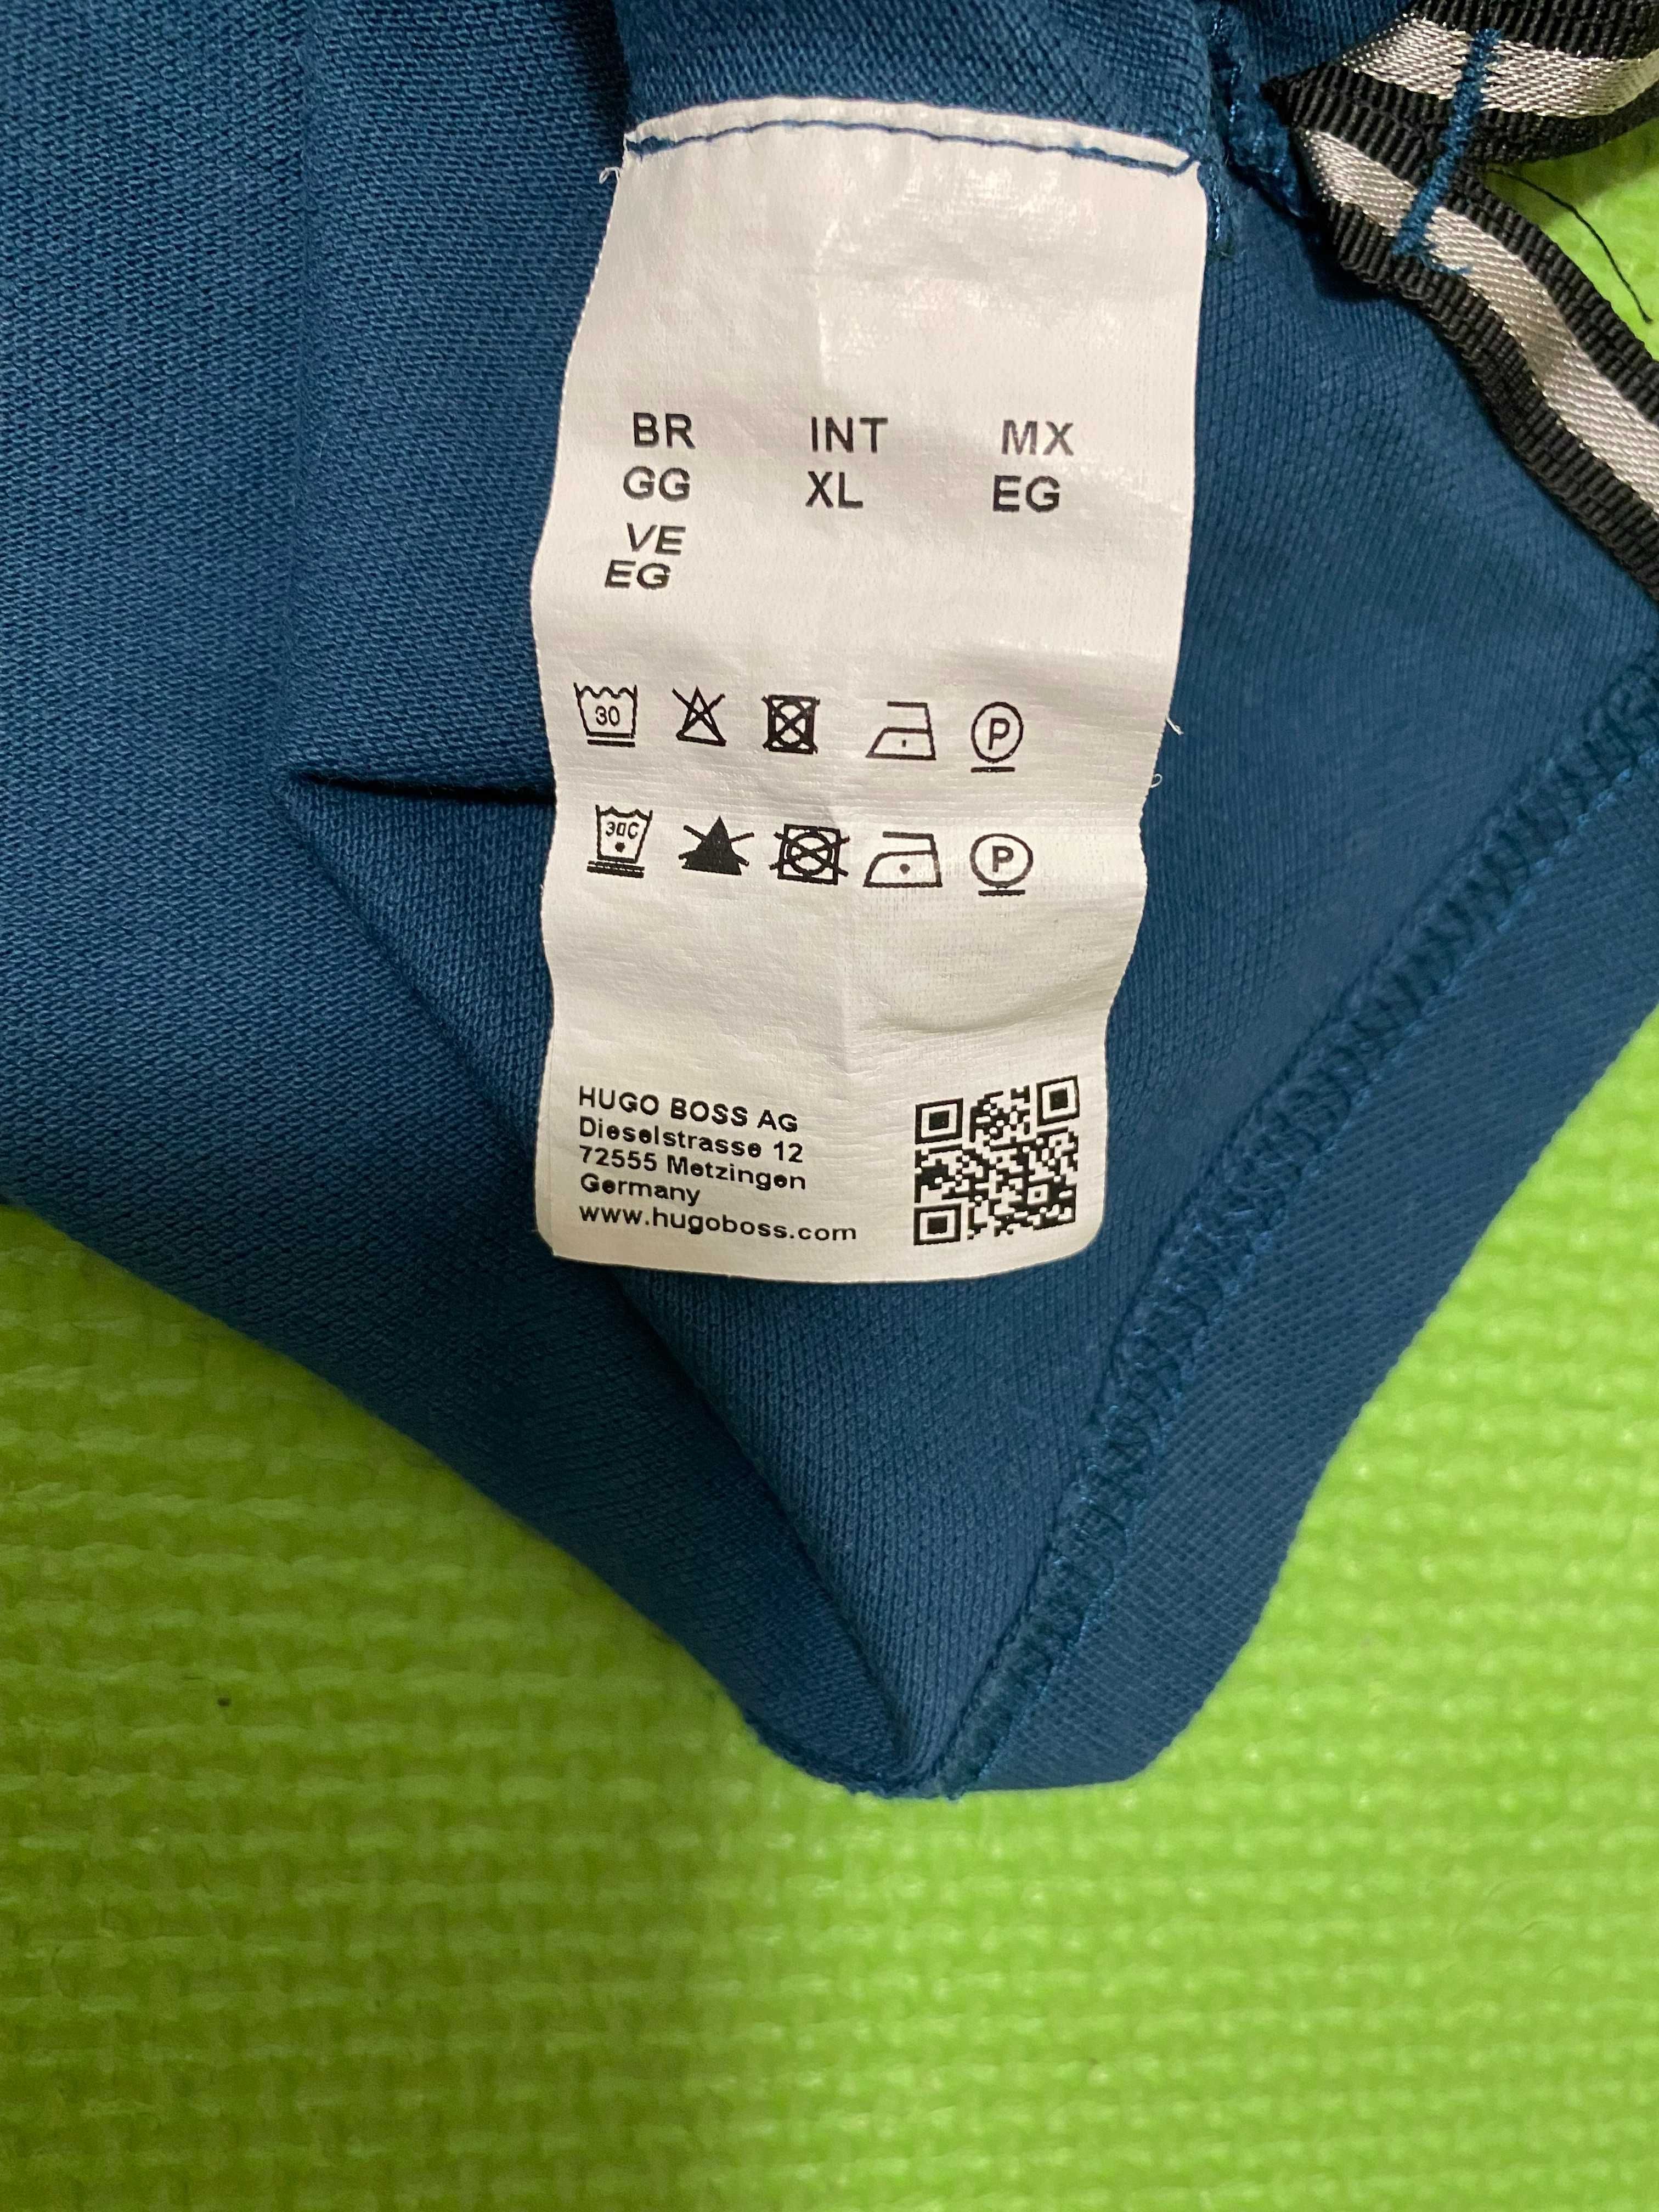 BR INT MX
GG XL EG
VE
EG
30
30C P
P
HUGO BOSS AG
Dieselstrasse 12
72555 Metzingen
Germany
www.hugoboss.com